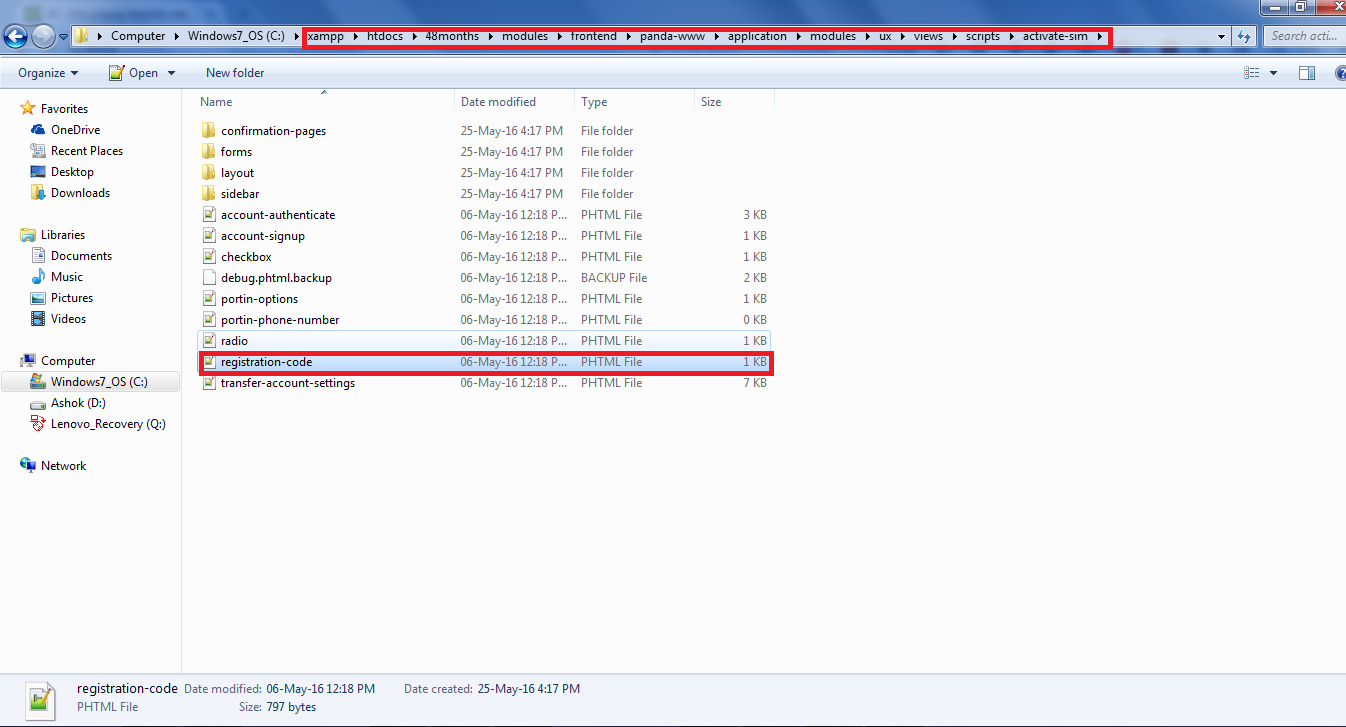 Computer Windows7_OS (C:) xampp htdocs 48months modules frontend panda-www application modules ux views scripts activate-sim Search acti...
Organize Open New folder
Name Date modified Type Size
Favorites
OneDrive
Recent Places
Desktop
Downloads
Libraries
Documents
Music
Pictures
Videos
Computer
Windows7_OS (C:)
Ashok (D:)
Lenovo_Recovery (Q:)
Network
confirmation-pages 25-May-16 4:17 PM File folder
forms 25-May-16 4:17 PM File folder
layout 25-May-16 4:17 PM File folder
sidebar 25-May-16 4:17 PM File folder
account-authenticate 06-May-16 12:18 P... PHTML File 3 KB
account-signup 06-May-16 12:18 P... PHTML File 1 KB
checkbox 06-May-16 12:18 P... PHTML File 1 KB
debug.phtml.backup 06-May-16 12:18 P... BACKUP File 2 KB
portin-options 06-May-16 12:18 P... PHTML File 1 KB
portin-phone-number 06-May-16 12:18 P... PHTML File 0 KB
radio 06-May-16 12:18 P... PHTML File 1 KB
registration-code 06-May-16 12:18 P... PHTML File 1 KB
transfer-account-settings 06-May-16 12:18 P... PHTML File 7 KB
registration-code Date modified: 06-May-16 12:18 PM Date created: 25-May-16 4:17 PM
PHTML File Size: 797 bytes